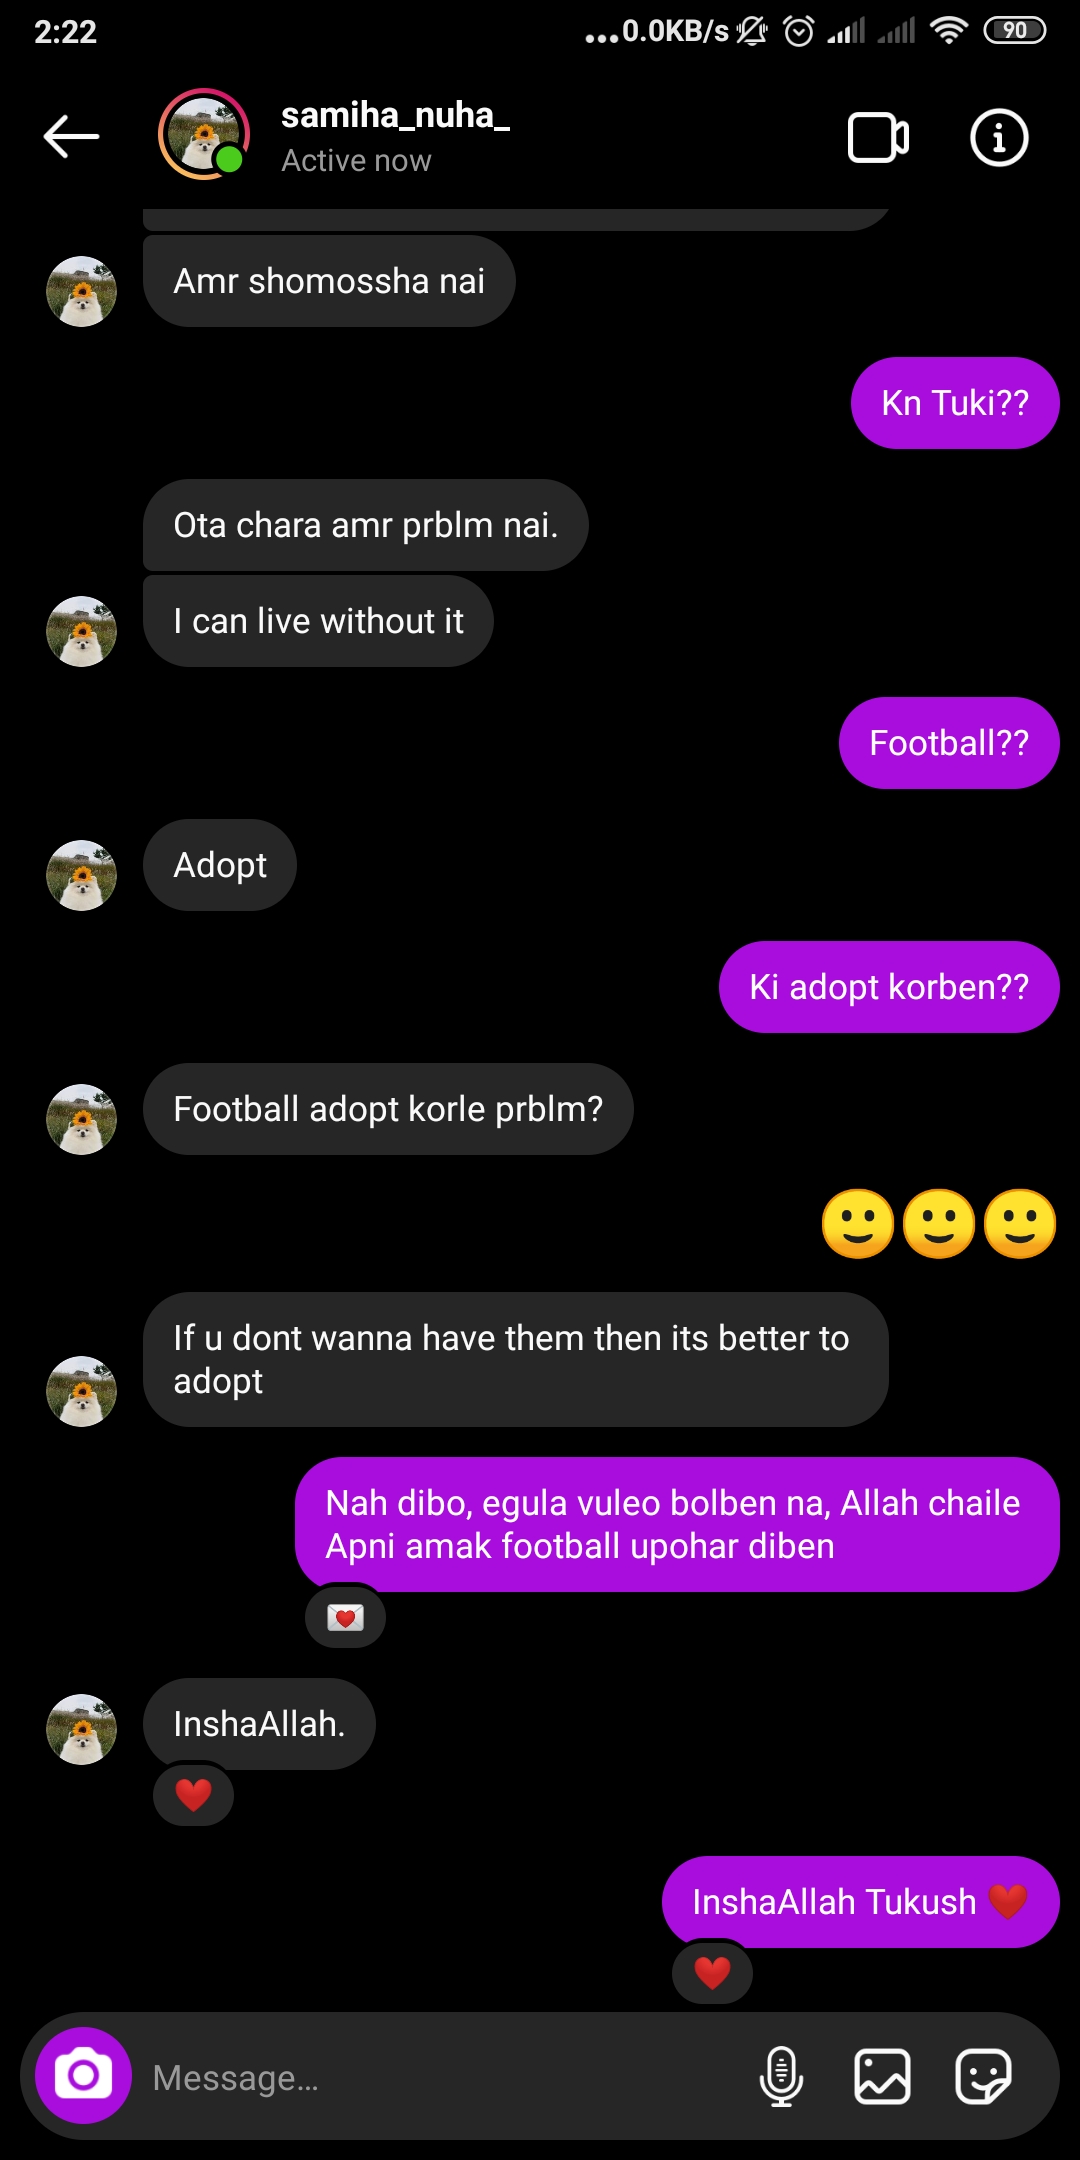 2:22
...0.0KB/s
90
samiha_nuha_
Active now
Amr shomossha nai
Kn Tuki??
Ota chara amr prblm nai.
I can live without it
Football??
Adopt
Ki adopt korben??
Football adopt korle prblm?
🙂🙂🙂
If u dont wanna have them then its better to
adopt
Nah dibo, egula vuleo bolben na, Allah chaile
Apni amak football upohar diben
💌
InshaAllah.
❤️
InshaAllah Tukush ❤️
❤️
Message...